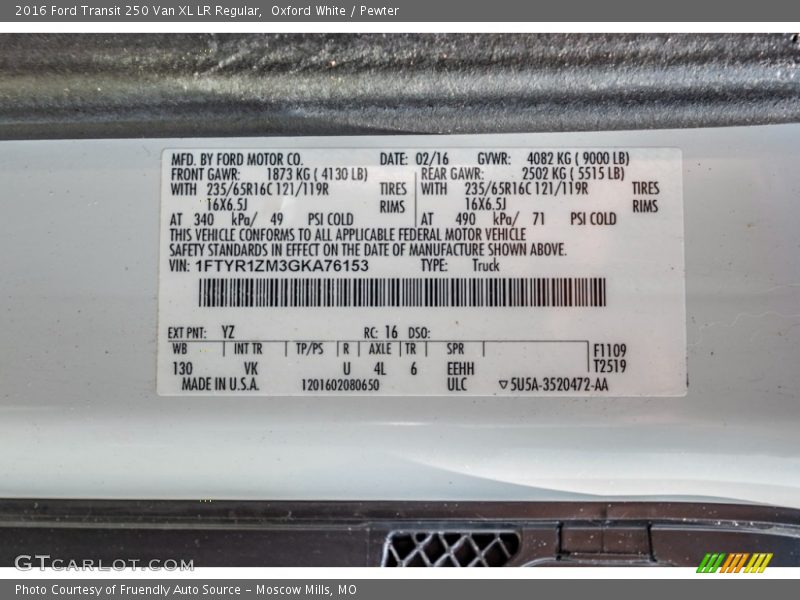 2016 Ford Transit 250 Van XL LR Regular, Oxford White / Pewter
MFD. BY FORD MOTOR CO. DATE: 02/16 GVWR: 4082 KG ( 9000 LB)
FRONT GAWR: 1873 KG ( 4130 LB) REAR GAWR: 2502 KG ( 5515 LB)
WITH 235/65R16C 121/119R TIRES WITH 235/65R16C 121/119R TIRES
16X6.5J RIMS 16X6.5J RIMS
AT 340 kPa/ 49 PSI COLD AT 490 kPa/ 71 PSI COLD
THIS VEHICLE CONFORMS TO ALL APPLICABLE FEDERAL MOTOR VEHICLE
SAFETY STANDARDS IN EFFECT ON THE DATE OF MANUFACTURE SHOWN ABOVE.
VIN: 1FTYR1ZM3GKA76153 TYPE: Truck
EXT PNT: YZ RC: 16 DSO:
WB INT TR TP/PS R AXLE TR SPR F1109
130 VK U 4L 6 EEHH T2519
MADE IN U.S.A. 1201602080650 ULC ▽5U5A-3520472-AA
GTCARLOT.COM
Photo Courtesy of Fruendly Auto Source – Moscow Mills, MO